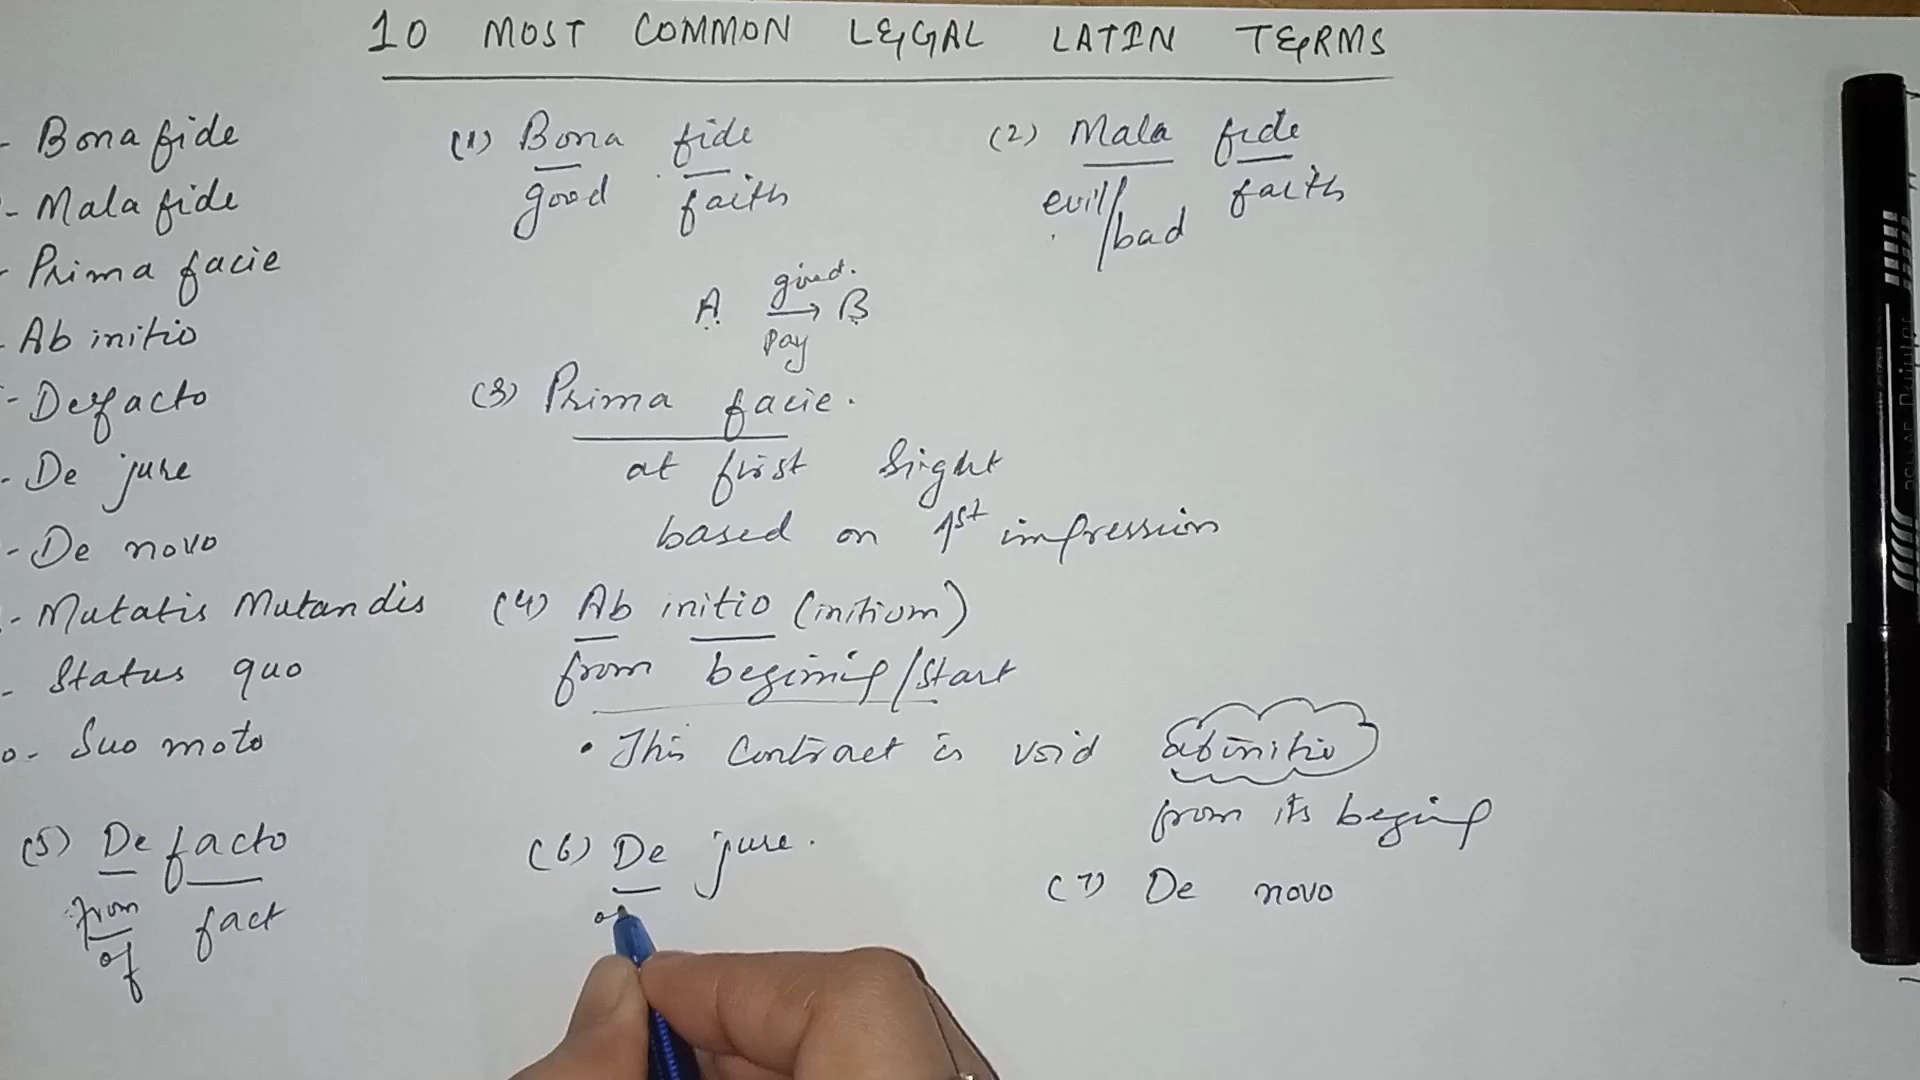 10 MOST COMMON LEGAL LATIN TERMS
- Bona fide
- Mala fide
- Prima facie
- Ab initio
- Defacto
- De jure
- De novo
- Mutatis Mutandis
- Status quo
0- Suo moto
(1) Bona fide
good faith
(2) Mala fide
evil/bad faith
A good. → B
Pay
(3) Prima facie.
at first sight
based on 1st impression
(4) Ab initio (initium)
from begining/start
• This contract is void abinitio
from its begining
(5) De facto
from fact
of
(6) De jure.
of
(7) De novo